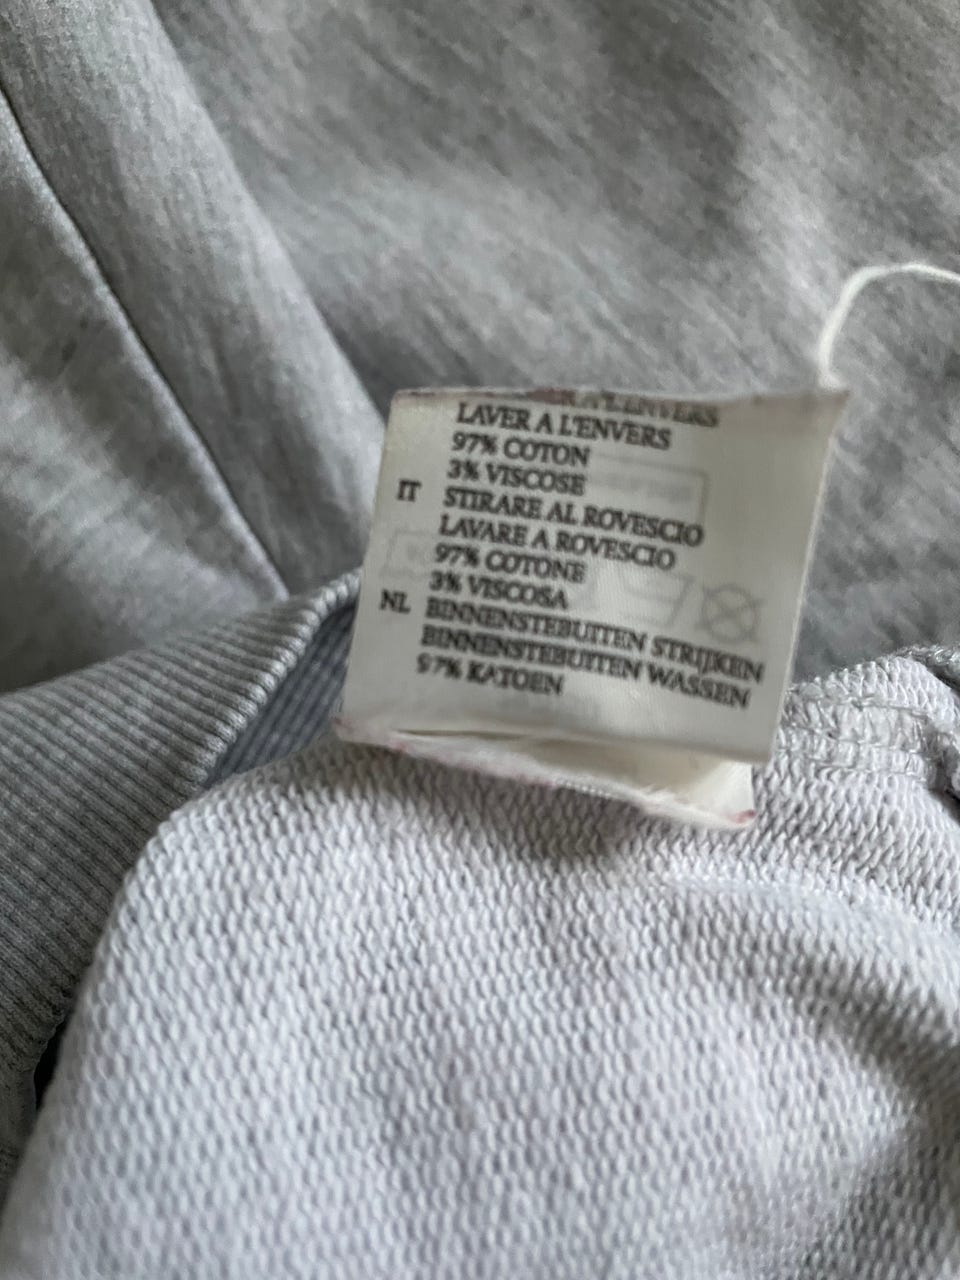 A L'ENVERS
LAVER A L'ENVERS
97% COTON
3% VISCOSE
IT STIRARE AL ROVESCIO
LAVARE A ROVESCIO
97% COTONE
3% VISCOSA
NL BINNENSTEBUITEN STRIJKEN
BINNENSTEBUITEN WASSEN
97% KATOEN